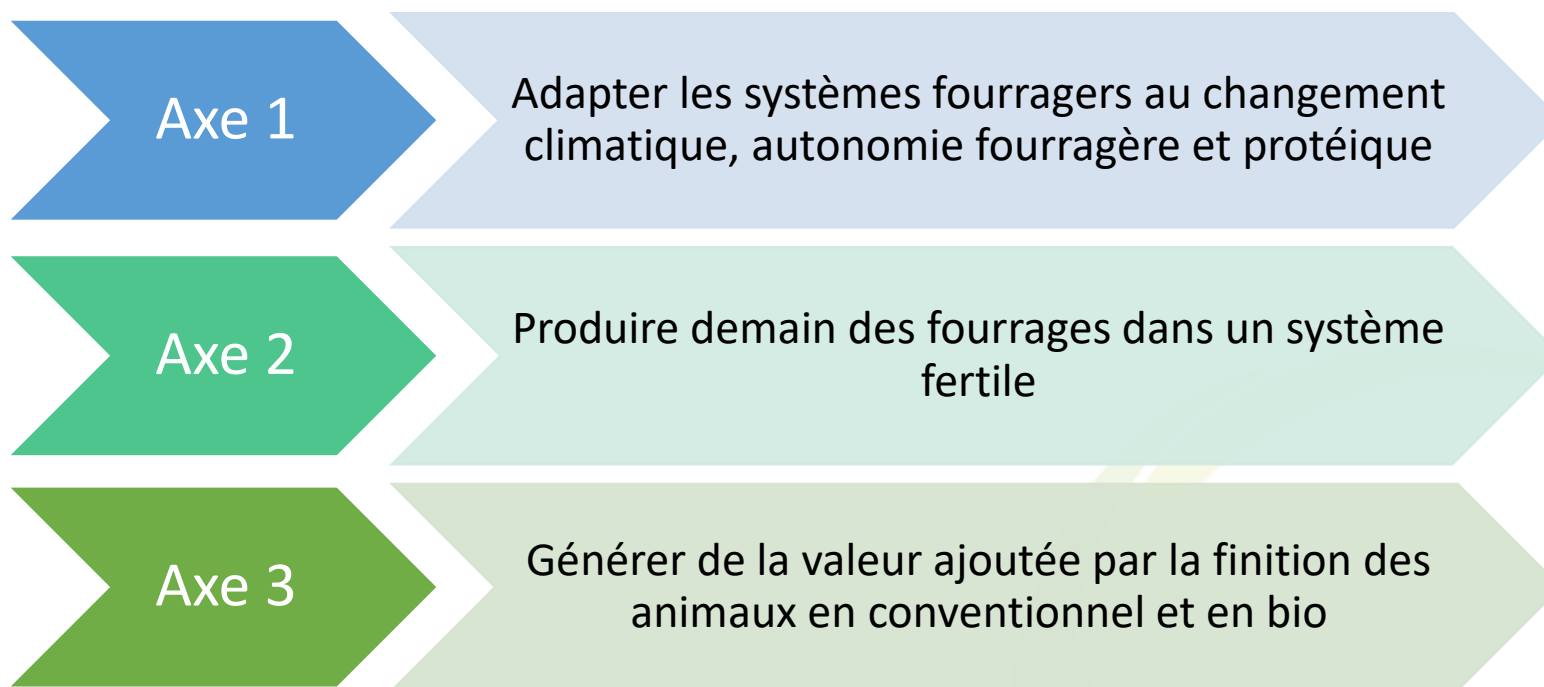 Axe 1
Adapter les systèmes fourragers au changement
climatique, autonomie fourragère et protéique
Axe 2
Produire demain des fourrages dans un système
fertile
Axe 3
Générer de la valeur ajoutée par la finition des
animaux en conventionnel et en bio